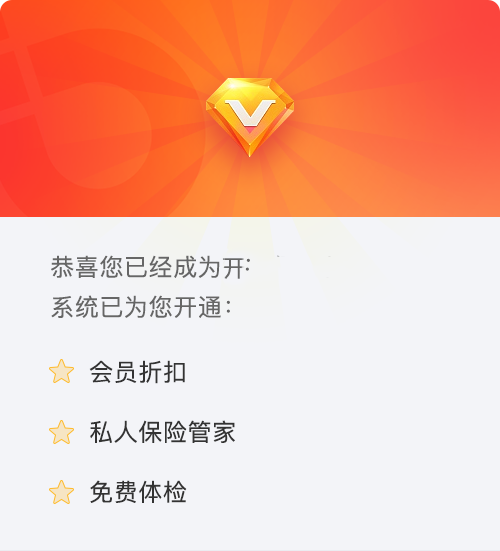 V
恭喜您已经成为开:
系统已为您开通：
会员折扣
私人保险管家
免费体检